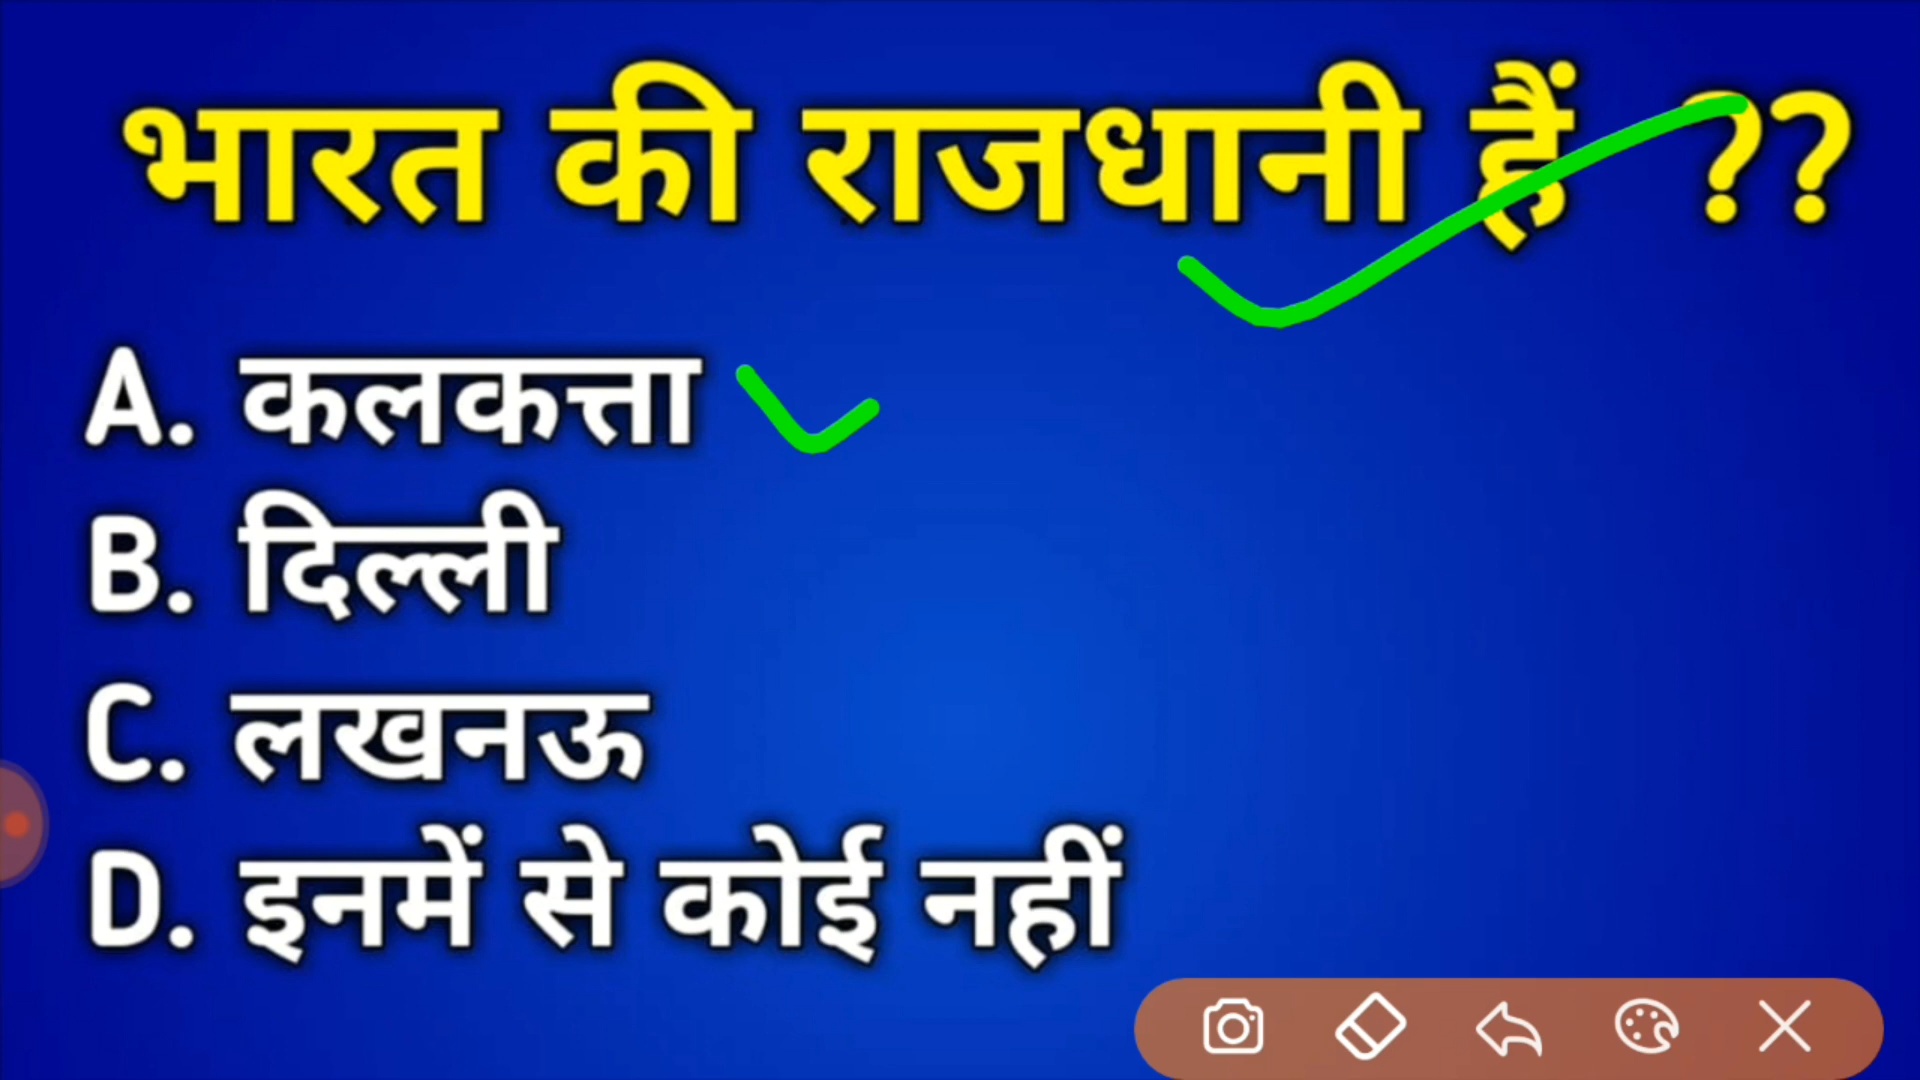 भारत की राजधानी हैं ??
A. कलकत्ता
B. दिल्ली
C. लखनऊ
D. इनमें से कोई नहीं